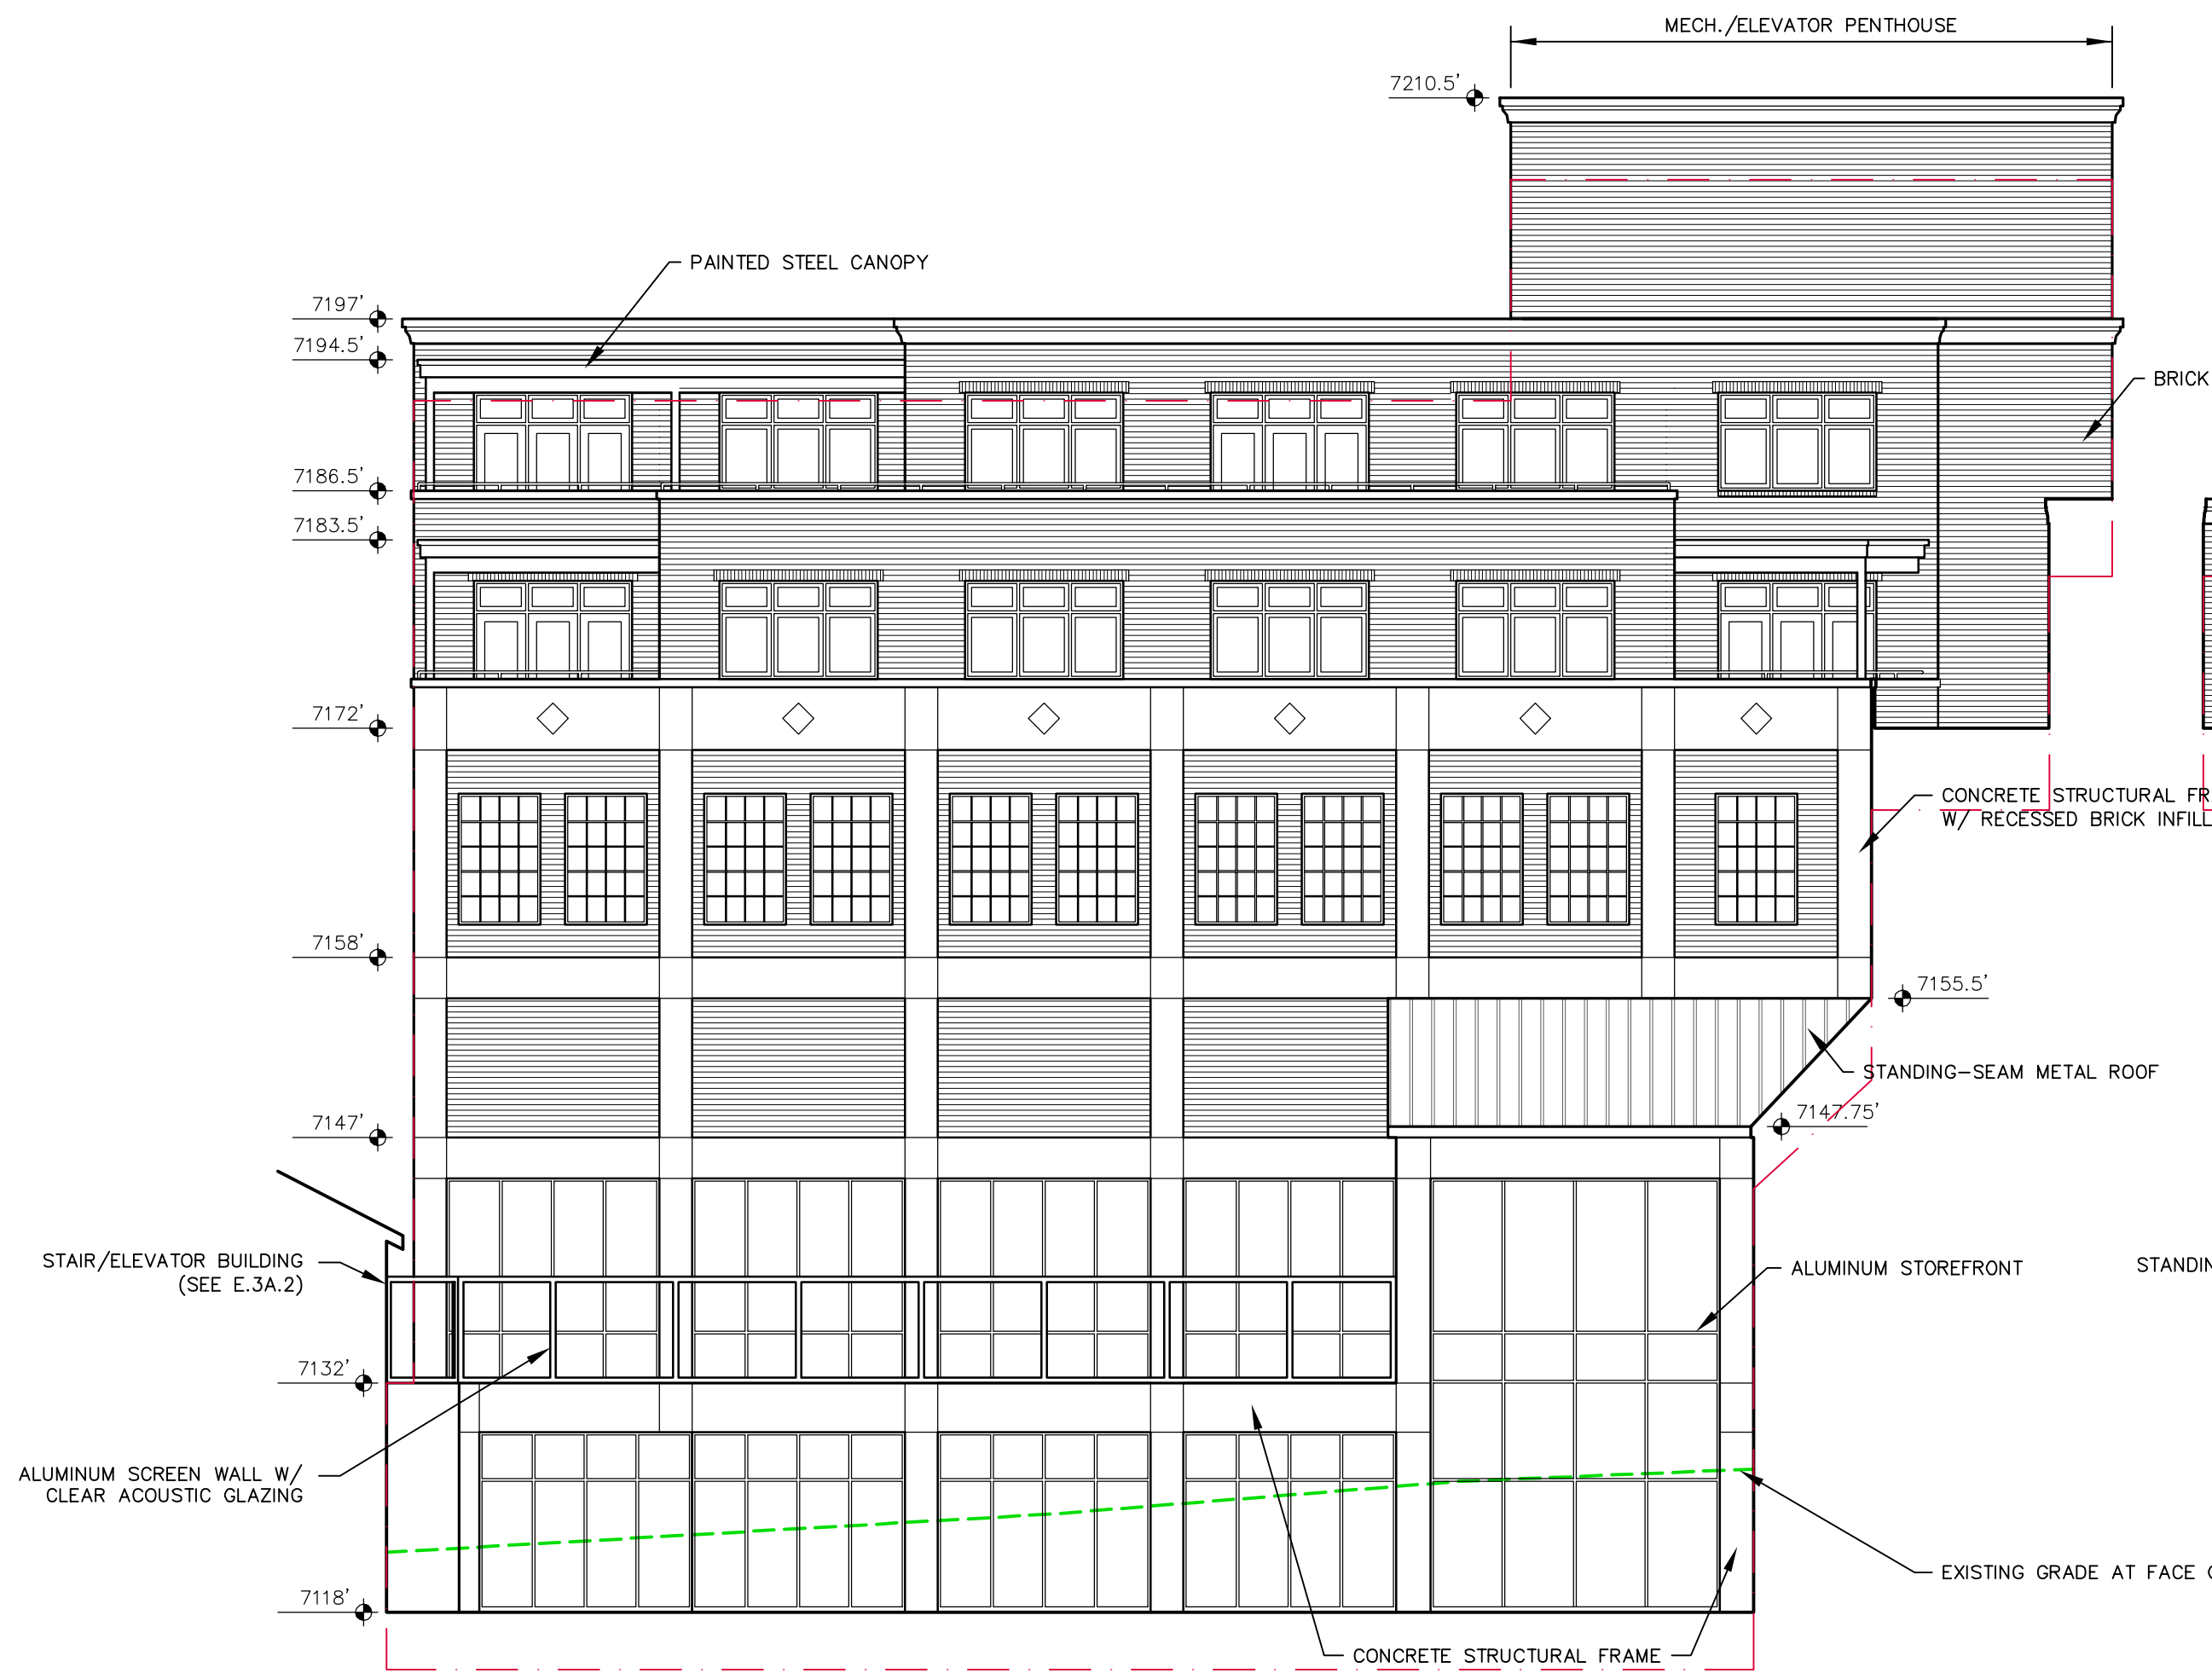 MECH./ELEVATOR PENTHOUSE
7210.5'
PAINTED STEEL CANOPY
7197'
7194.5'
BRICK
7186.5'
7183.5'
7172'
CONCRETE STRUCTURAL FR
W/ RECESSED BRICK INFILL
7158'
7155.5'
STANDING-SEAM METAL ROOF
7147'
7147.75'
STAIR/ELEVATOR BUILDING
(SEE E.3A.2)
ALUMINUM STOREFRONT
STANDIN
7132'
ALUMINUM SCREEN WALL W/
CLEAR ACOUSTIC GLAZING
EXISTING GRADE AT FACE
7118'
CONCRETE STRUCTURAL FRAME